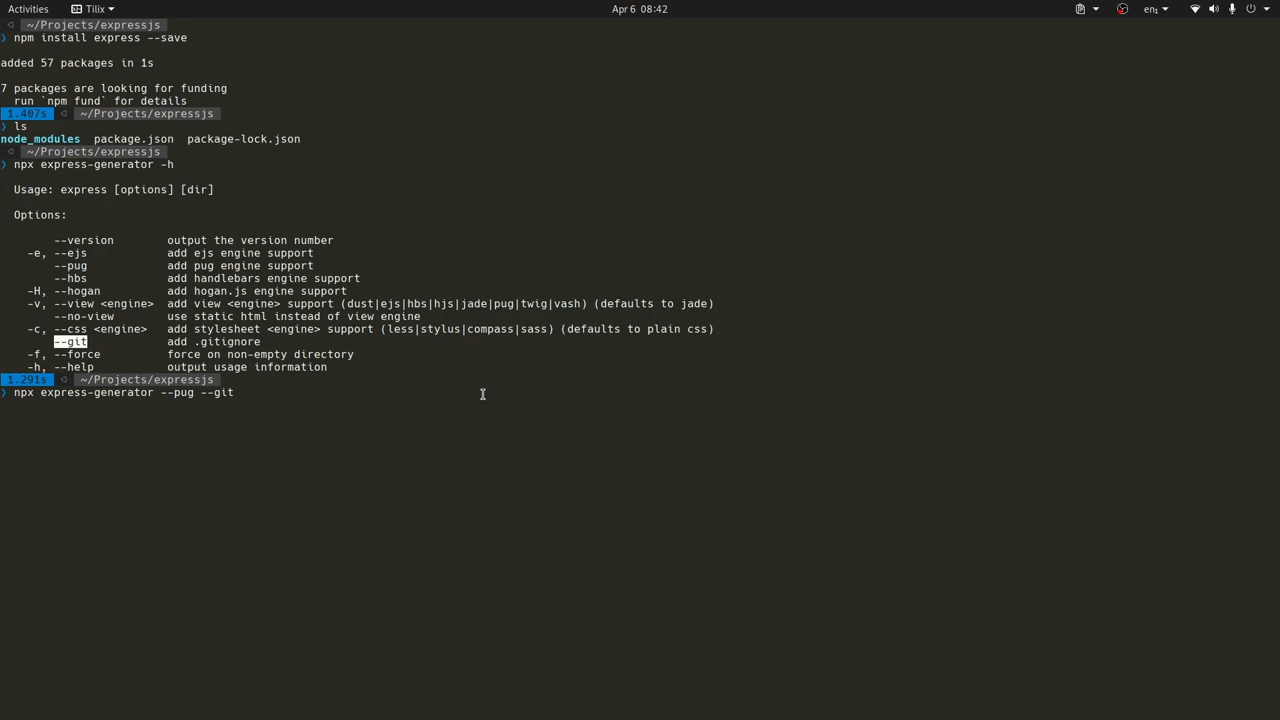 Activities Tilix Apr 6 08:42 en₁
~/Projects/expressjs
❯ npm install express --save
added 57 packages in 1s
7 packages are looking for funding
run `npm fund` for details
1.407s ~/Projects/expressjs
❯ ls
node_modules package.json package-lock.json
~/Projects/expressjs
❯ npx express-generator -h
Usage: express [options] [dir]
Options:
--version output the version number
-e, --ejs add ejs engine support
--pug add pug engine support
--hbs add handlebars engine support
-H, --hogan add hogan.js engine support
-v, --view <engine> add view <engine> support (dust|ejs|hbs|hjs|jade|pug|twig|vash) (defaults to jade)
--no-view use static html instead of view engine
-c, --css <engine> add stylesheet <engine> support (less|stylus|compass|sass) (defaults to plain css)
--git add .gitignore
-f, --force force on non-empty directory
-h, --help output usage information
1.291s ~/Projects/expressjs
❯ npx express-generator --pug --git